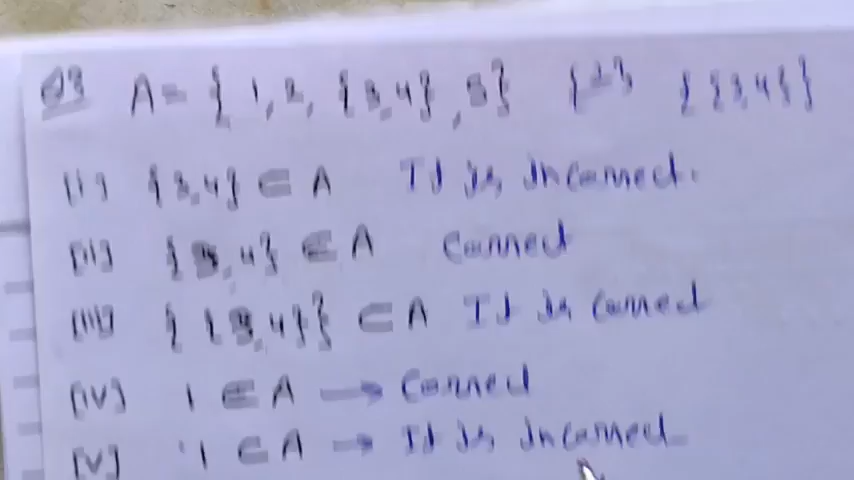 Q3 A = { 1, 2, {3,4}, 5} {2} {{3,4}}
(i) {3,4} ⊂ A It is incorrect.
(ii) {3,4} ∈ A Correct
(iii) {{3,4}} ⊂ A It is correct
(iv) 1 ∈ A → Correct
(v) 1 ⊂ A → It is incorrect